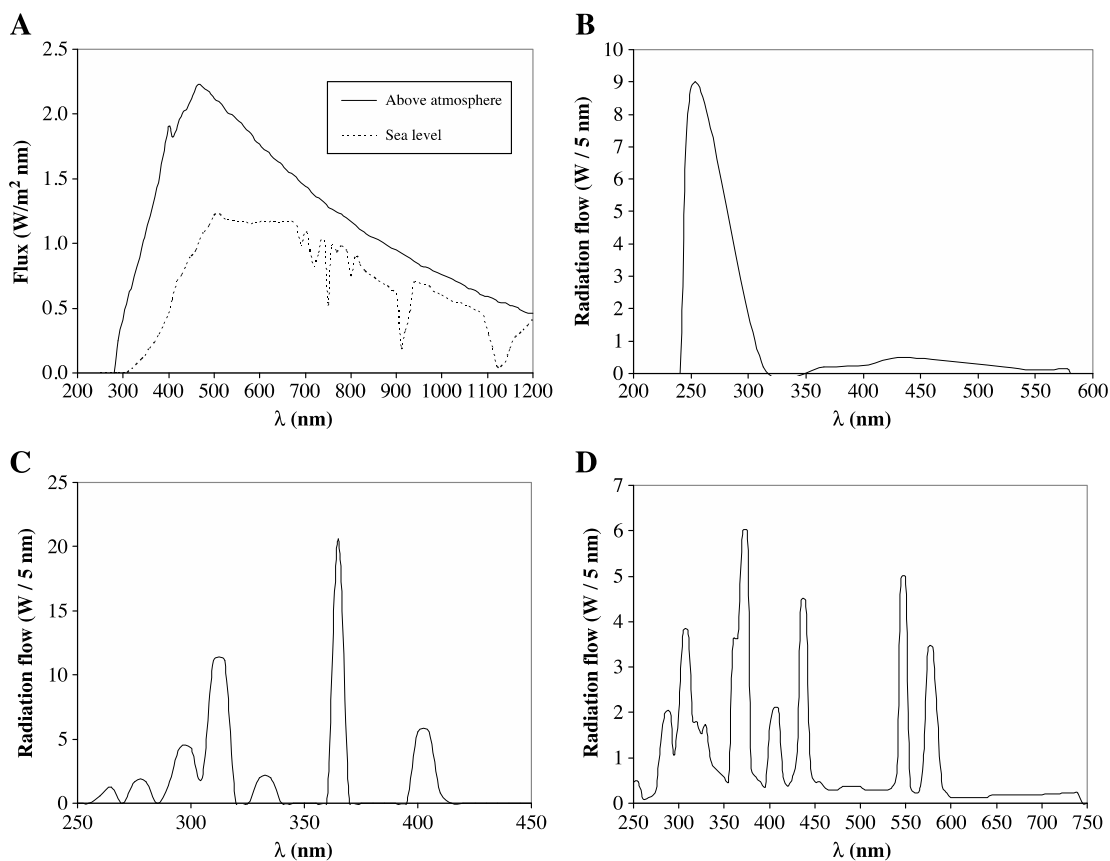 A
2.5
2.0
1.5
1.0
0.5
0.0
200 300 400 500 600 700 800 900 1000 1100 1200
Flux (W/m² nm)
λ (nm)
Above atmosphere
Sea level
B
10
9
8
7
6
5
4
3
2
1
0
200 250 300 350 400 450 500 550 600
Radiation flow (W / 5 nm)
λ (nm)
C
25
20
15
10
5
0
250 300 350 400 450
Radiation flow (W / 5 nm)
λ (nm)
D
7
6
5
4
3
2
1
0
250 300 350 400 450 500 550 600 650 700 750
Radiation flow (W / 5 nm)
λ (nm)